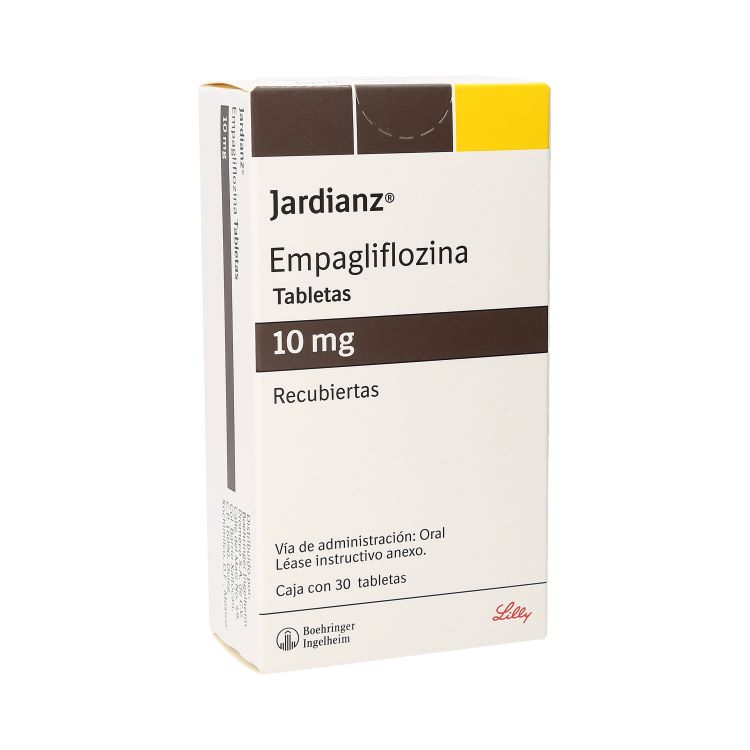 Jardianz®
Empagliflozina
Tabletas
10 mg
Recubiertas
Vía de administración: Oral
Léase instructivo anexo.
Caja con 30 tabletas
Boehringer
Ingelheim
Lilly
Jardianz®
Empagliflozina Tabletas
10 mg